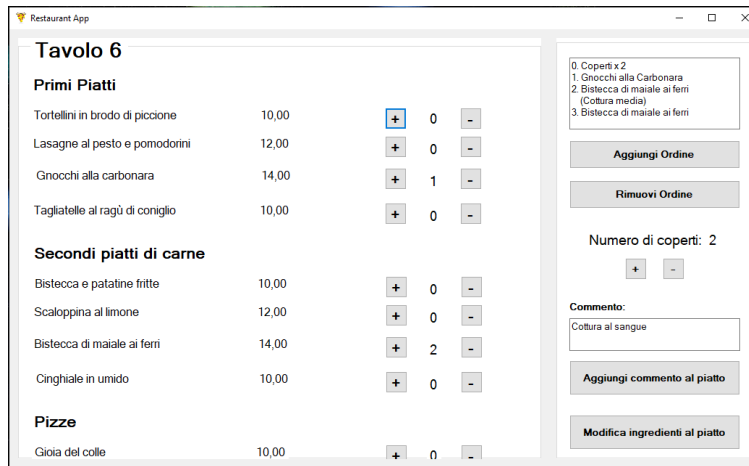 Restaurant App
Tavolo 6
Primi Piatti
Tortellini in brodo di piccione 10,00 + 0 -
Lasagne al pesto e pomodorini 12,00 + 0 -
Gnocchi alla carbonara 14,00 + 1 -
Tagliatelle al ragù di coniglio 10,00 + 0 -
Secondi piatti di carne
Bistecca e patatine fritte 10,00 + 0 -
Scaloppina al limone 12,00 + 0 -
Bistecca di maiale ai ferri 14,00 + 2 -
Cinghiale in umido 10,00 + 0 -
Pizze
Gioia del colle 10,00 + 0 -
0. Coperti x 2
1. Gnocchi alla Carbonara
2. Bistecca di maiale ai ferri
(Cottura media)
3. Bistecca di maiale ai ferri
Aggiungi Ordine
Rimuovi Ordine
Numero di coperti: 2
+ -
Commento:
Cottura al sangue
Aggiungi commento al piatto
Modifica ingredienti al piatto